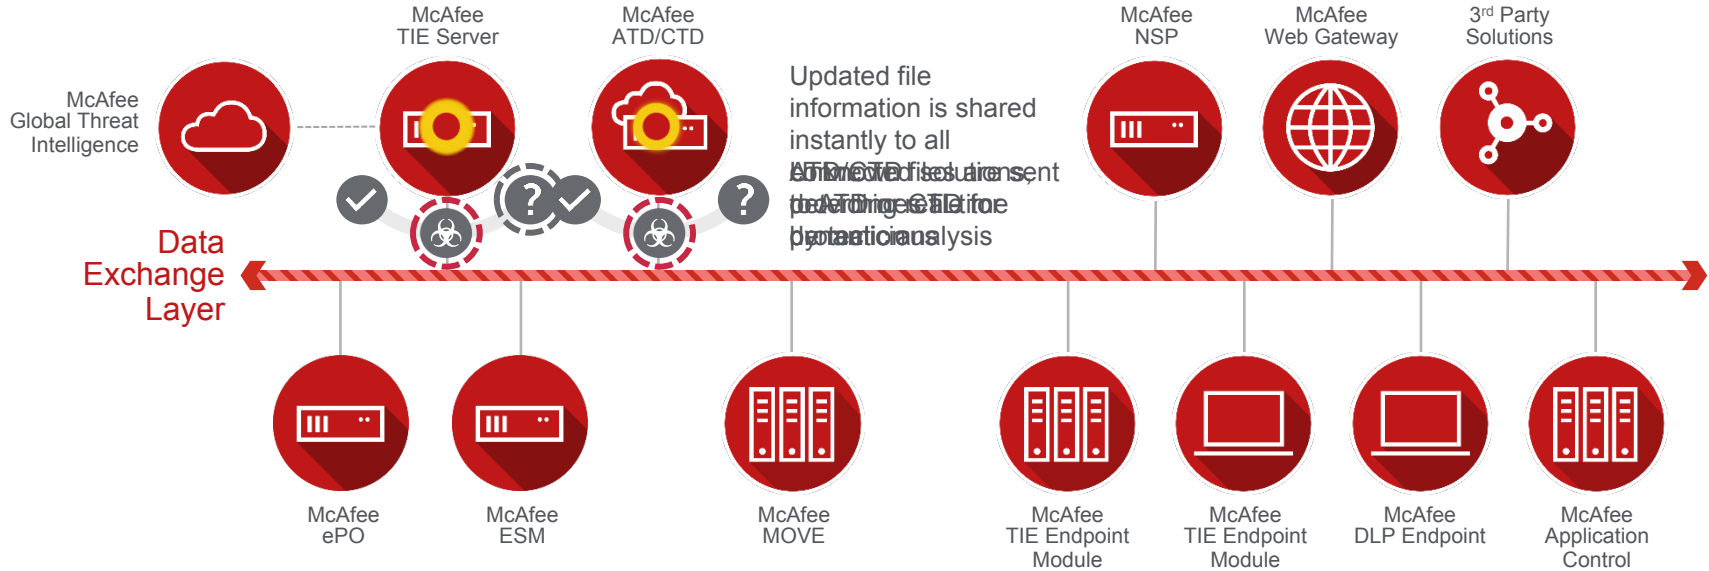 McAfee
TIE Server
McAfee
ATD/CTD
McAfee
NSP
McAfee
Web Gateway
3rd Party
Solutions
McAfee
Global Threat
Intelligence
Updated file
information is shared
instantly to all
Data
Exchange
Layer
McAfee
ePO
McAfee
ESM
McAfee
MOVE
McAfee
TIE Endpoint
Module
McAfee
TIE Endpoint
Module
McAfee
DLP Endpoint
McAfee
Application
Control